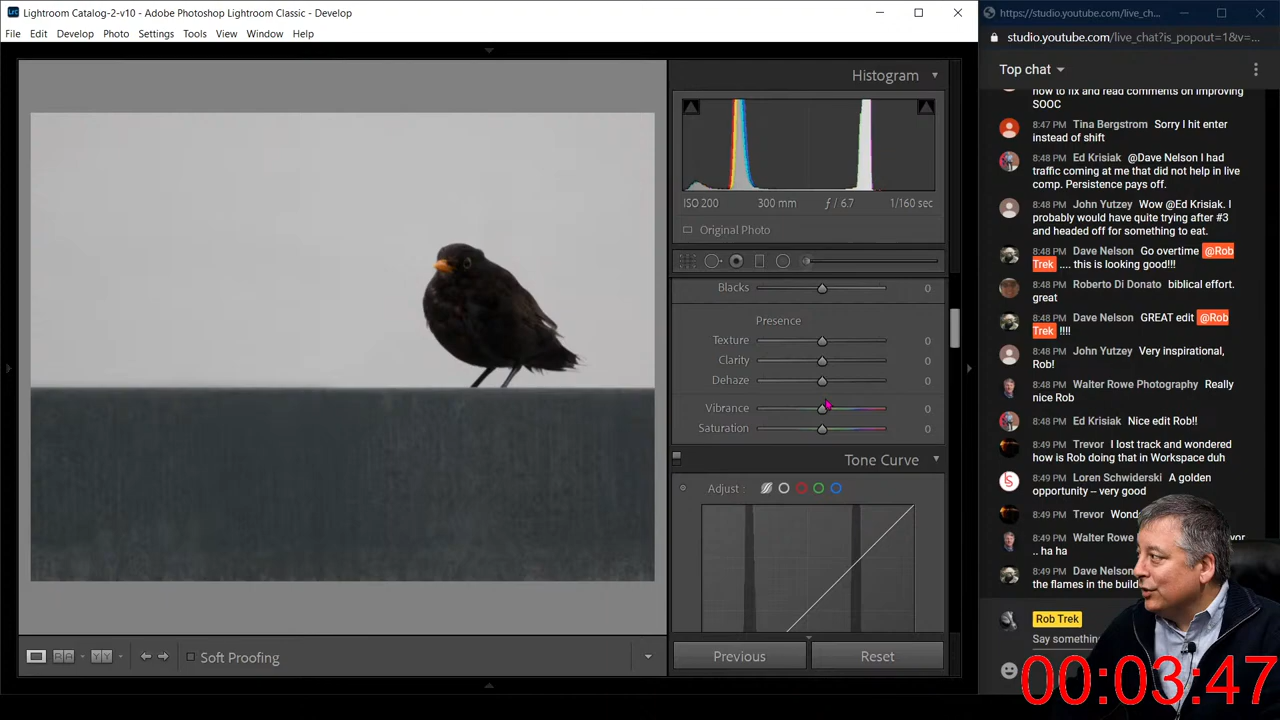 Lightroom Catalog-2-v10 - Adobe Photoshop Lightroom Classic - Develop
File Edit Develop Photo Settings Tools View Window Help
Histogram
ISO 200 300 mm ƒ / 6.7 1/160 sec
Original Photo
Blacks 0
Presence
Texture 0
Clarity 0
Dehaze 0
Vibrance 0
Saturation 0
Tone Curve
Adjust :
Previous Reset
Soft Proofing
https://studio.youtube.com/live_ch...
studio.youtube.com/live_chat?is_popout=1&v=...
Top chat
how to fix and read comments on improving
SOOC
8:47 PM Tina Bergstrom Sorry I hit enter
instead of shift
8:48 PM Ed Krisiak @Dave Nelson I had
traffic coming at me that did not help in live
comp. Persistence pays off.
8:48 PM John Yutzey Wow @Ed Krisiak. I
probably would have quite trying after #3
and headed off for something to eat.
8:48 PM Dave Nelson Go overtime @Rob
Trek .... this is looking good!!!
8:48 PM Roberto Di Donato biblical effort.
great
8:48 PM Dave Nelson GREAT edit @Rob
Trek !!!!
8:48 PM John Yutzey Very inspirational,
Rob!
8:48 PM Walter Rowe Photography Really
nice Rob
8:48 PM Ed Krisiak Nice edit Rob!!
8:49 PM Trevor I lost track and wondered
how is Rob doing that in Workspace duh
8:49 PM Loren Schwiderski A golden
opportunity – very good
8:49 PM Trevor
8:49 PM Walter Rowe
.. ha ha
8:49 PM Dave Nelson
the flames in the
Rob Trek
Say something
00:03:47